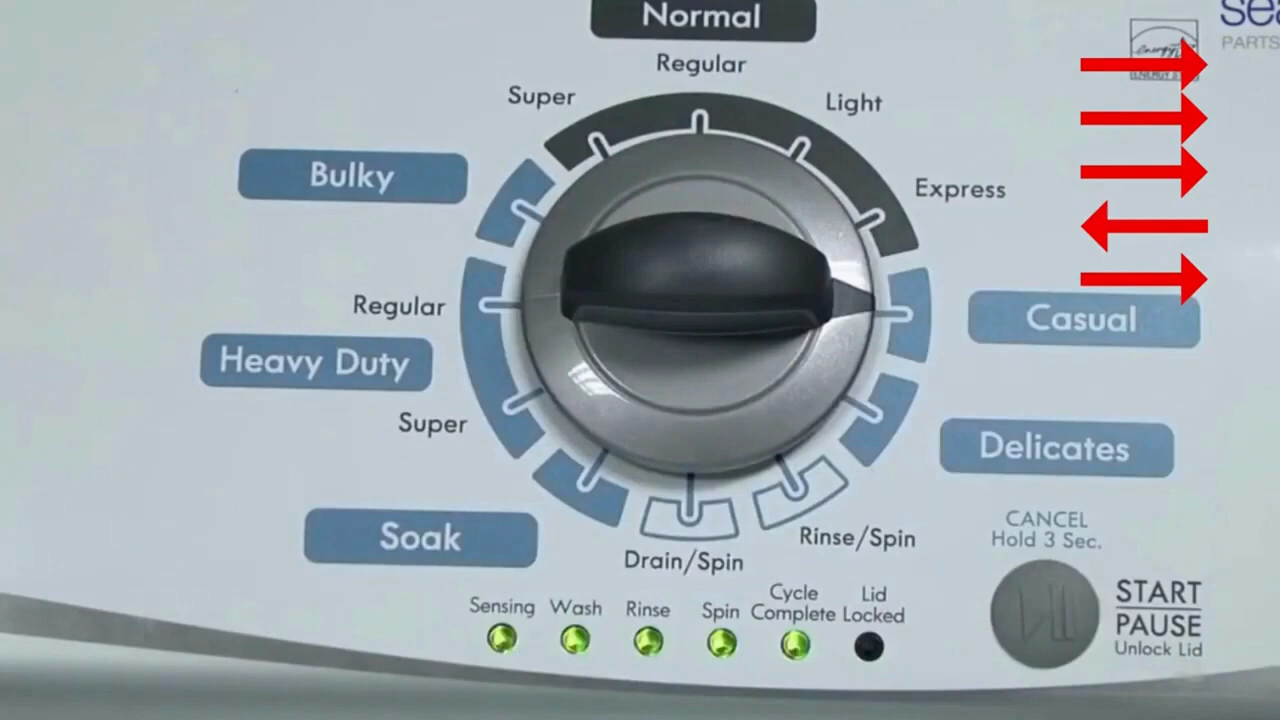 Normal
Regular
Super
Light
Express
Bulky
Regular
Casual
Heavy Duty
Super
Delicates
Soak
Rinse/Spin
Drain/Spin
CANCEL
Hold 3 Sec.
START
PAUSE
Unlock Lid
Sensing
Wash
Rinse
Spin
Cycle
Complete
Lid
Locked
PARTS